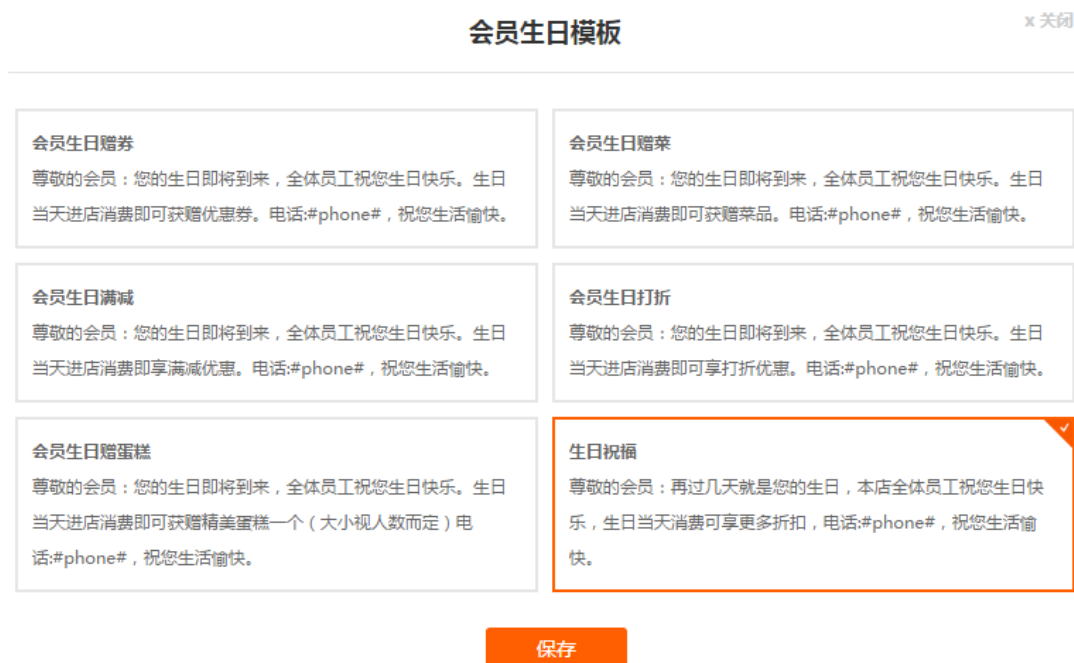 会员生日模板
x 关闭
会员生日赠券
尊敬的会员：您的生日即将到来，全体员工祝您生日快乐。生日
当天进店消费即可获赠优惠券。电话:#phone#，祝您生活愉快。
会员生日赠菜
尊敬的会员：您的生日即将到来，全体员工祝您生日快乐。生日
当天进店消费即可获赠菜品。电话:#phone#，祝您生活愉快。
会员生日满减
尊敬的会员：您的生日即将到来，全体员工祝您生日快乐。生日
当天进店消费即享满减优惠。电话:#phone#，祝您生活愉快。
会员生日打折
尊敬的会员：您的生日即将到来，全体员工祝您生日快乐。生日
当天进店消费即可享打折优惠。电话:#phone#，祝您生活愉快。
会员生日赠蛋糕
尊敬的会员：您的生日即将到来，全体员工祝您生日快乐。生日
当天进店消费即可获赠精美蛋糕一个（大小视人数而定）电
话:#phone#，祝您生活愉快。
生日祝福
尊敬的会员：再过几天就是您的生日，本店全体员工祝您生日快
乐，生日当天消费可享更多折扣，电话:#phone#，祝您生活愉
快。
保存